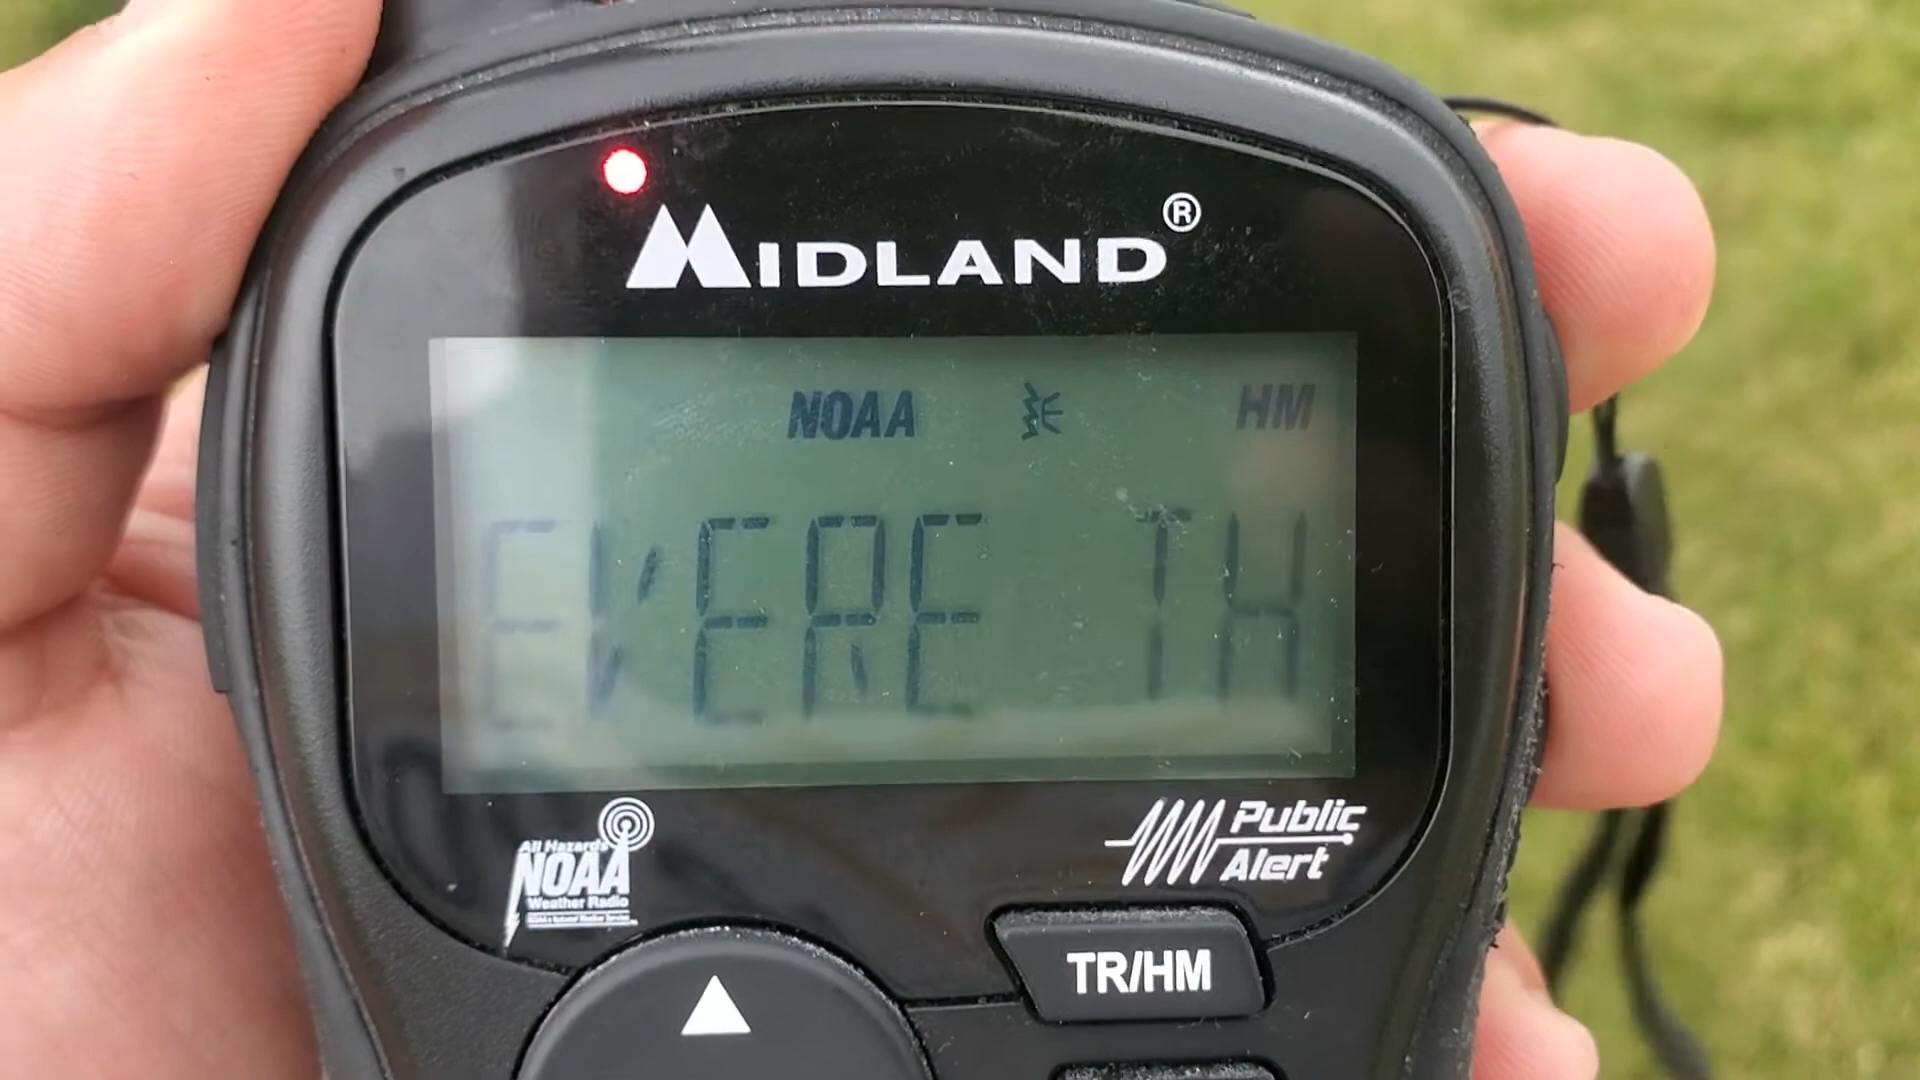 MIDLAND®
NOAA HM
EVERE TH
All Hazards
NOAA
Weather Radio
Public
Alert
TR/HM